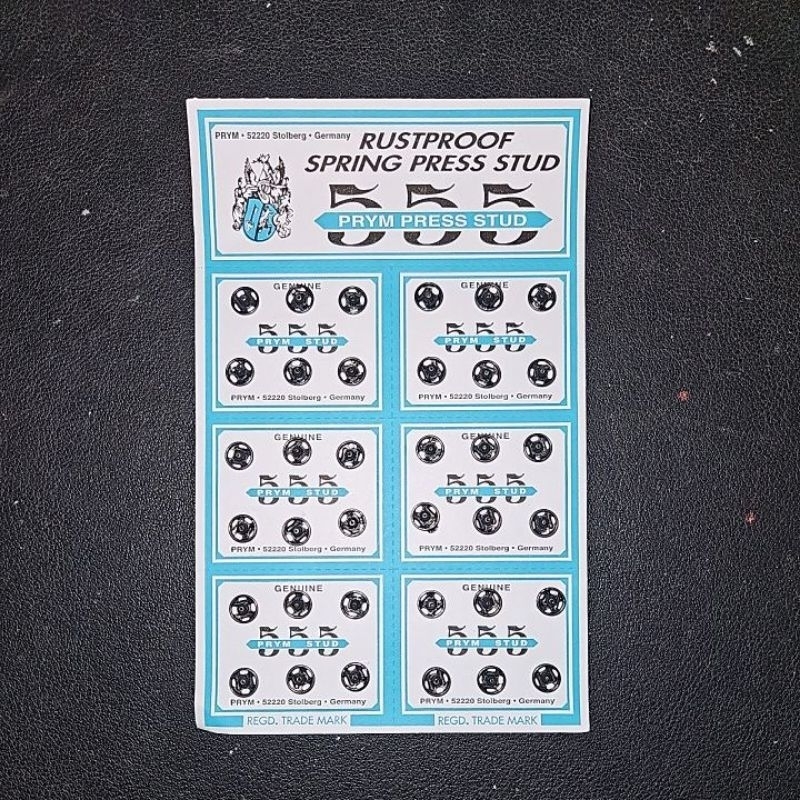 PRYM • 52220 Stolberg • Germany
RUSTPROOF
SPRING PRESS STUD
555
PRYM PRESS STUD
GENUINE
555
PRYM STUD
PRYM • 52220 Stolberg • Germany
GENUINE
555
PRYM STUD
PRYM • 52220 Stolberg • Germany
GENUINE
555
PRYM STUD
PRYM • 52220 Stolberg • Germany
GENUINE
555
PRYM STUD
PRYM • 52220 Stolberg • Germany
GENUINE
555
PRYM STUD
PRYM • 52220 Stolberg • Germany
GENUINE
555
PRYM STUD
PRYM • 52220 Stolberg • Germany
REGD. TRADE MARK
REGD. TRADE MARK